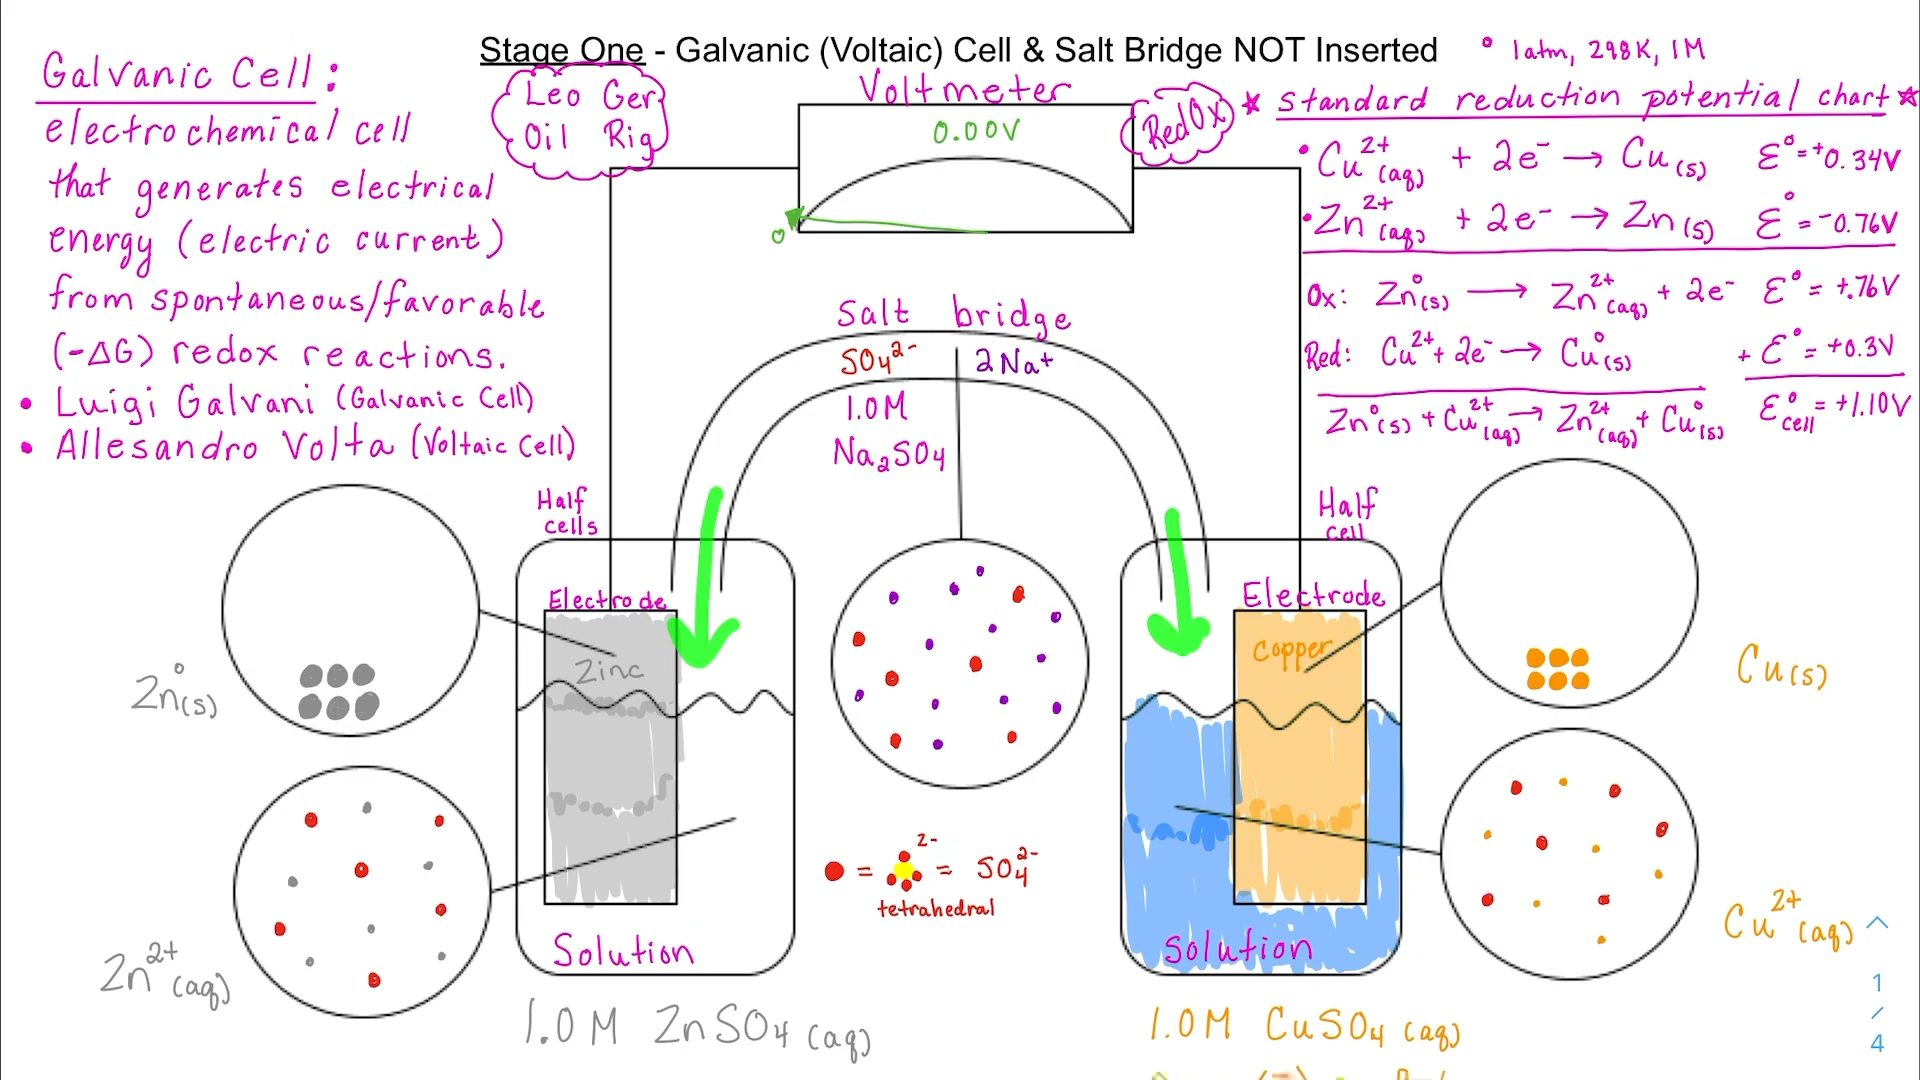 Stage One - Galvanic (Voltaic) Cell & Salt Bridge NOT Inserted
Galvanic Cell:
electrochemical cell
that generates electrical
energy (electric current)
from spontaneous/favorable
(-ΔG) redox reactions.
• Luigi Galvani (Galvanic Cell)
• Allesandro Volta (Voltaic Cell)
Leo Ger
Oil Rig
Voltmeter
0.00V
0
RedOx
° 1atm, 298K, 1M
* standard reduction potential chart *
• Cu²⁺(aq) + 2e⁻ → Cu(s) ℰ° = +0.34V
• Zn²⁺(aq) + 2e⁻ → Zn(s) ℰ° = -0.76V
Ox: Zn°(s) → Zn²⁺(aq) + 2e⁻ ℰ° = +.76V
Red: Cu²⁺ + 2e⁻ → Cu°(s) + ℰ° = +0.3V
Zn°(s) + Cu²⁺(aq) → Zn²⁺(aq) + Cu°(s) ℰ°cell = +1.10V
Salt bridge
SO₄²⁻ 2Na⁺
1.0M
Na₂SO₄
Half cells
Half cell
Electrode
Electrode
Zinc
copper
Zn°(s)
Cu(s)
Zn²⁺(aq)
Cu²⁺(aq)
= 2- = SO₄²⁻
tetrahedral
Solution
Solution
1.0M ZnSO₄(aq)
1.0M CuSO₄(aq)
1
/
4